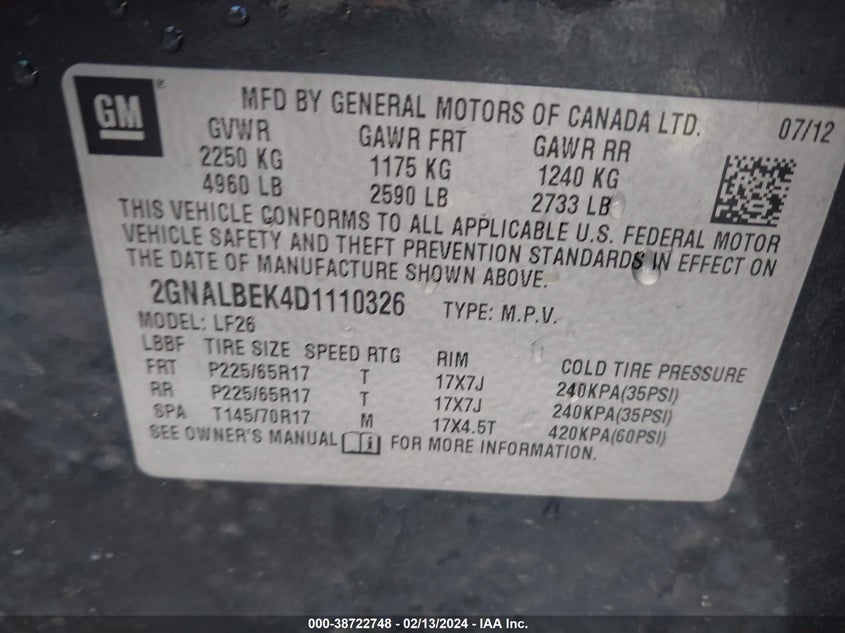 GM ®
MFD BY GENERAL MOTORS OF CANADA LTD. 07/12
GVWR GAWR FRT GAWR RR
2250 KG 1175 KG 1240 KG
4960 LB 2590 LB 2733 LB
THIS VEHICLE CONFORMS TO ALL APPLICABLE U.S. FEDERAL MOTOR
VEHICLE SAFETY AND THEFT PREVENTION STANDARDS IN EFFECT ON
THE DATE OF MANUFACTURE SHOWN ABOVE.
2GNALBEK4D1110326 TYPE: M.P.V.
MODEL: LF26
LBBF TIRE SIZE SPEED RTG RIM COLD TIRE PRESSURE
FRT P225/65R17 T 17X7J 240KPA(35PSI)
RR P225/65R17 T 17X7J 240KPA(35PSI)
SPA T145/70R17 M 17X4.5T 420KPA(60PSI)
SEE OWNER'S MANUAL FOR MORE INFORMATION.
000-38722748 - 02/13/2024 - IAA Inc.